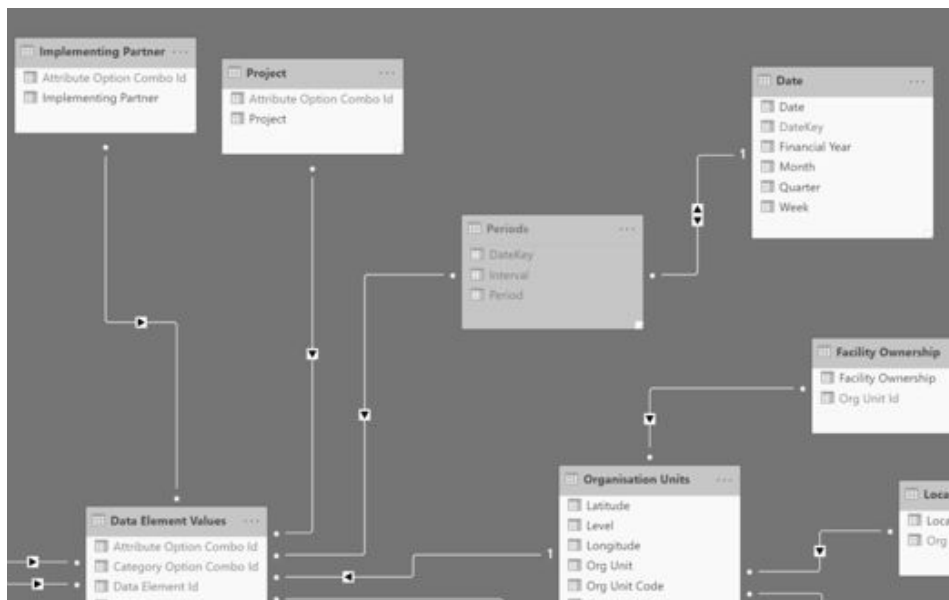 Implementing Partner
Attribute Option Combo Id
Implementing Partner
Project
Attribute Option Combo Id
Project
Date
Date
DateKey
Financial Year
Month
Quarter
Week
1
Periods
DateKey
Interval
Period
Facility Ownership
Facility Ownership
Org Unit Id
Organisation Units
Latitude
Level
Longitude
Org Unit
Org Unit Code
1
Loca
Loca
Org
Data Element Values
Attribute Option Combo Id
Category Option Combo Id
Data Element Id